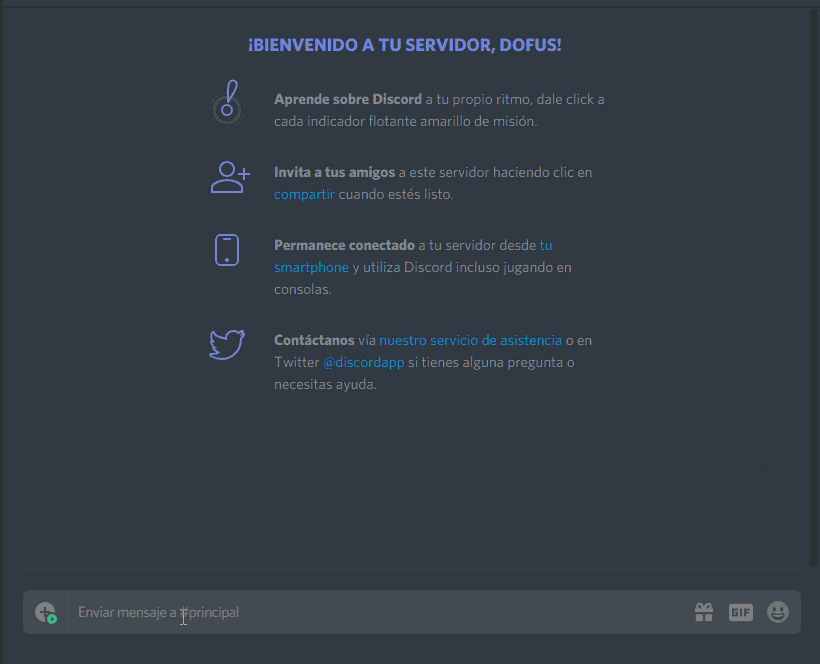 ¡BIENVENIDO A TU SERVIDOR, DOFUS!
Aprende sobre Discord a tu propio ritmo, dale click a
cada indicador flotante amarillo de misión.
Invita a tus amigos a este servidor haciendo clic en
compartir cuando estés listo.
Permanece conectado a tu servidor desde tu
smartphone y utiliza Discord incluso jugando en
consolas.
Contáctanos vía nuestro servicio de asistencia o en
Twitter @discordapp si tienes alguna pregunta o
necesitas ayuda.
Enviar mensaje a #principal
GIF